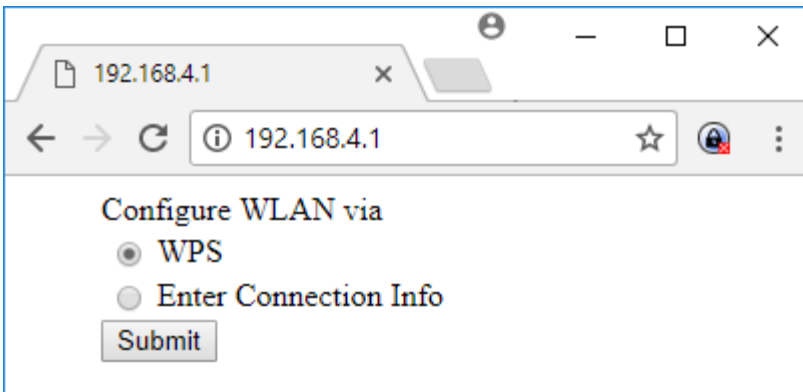 192.168.4.1
192.168.4.1
Configure WLAN via
WPS
Enter Connection Info
Submit